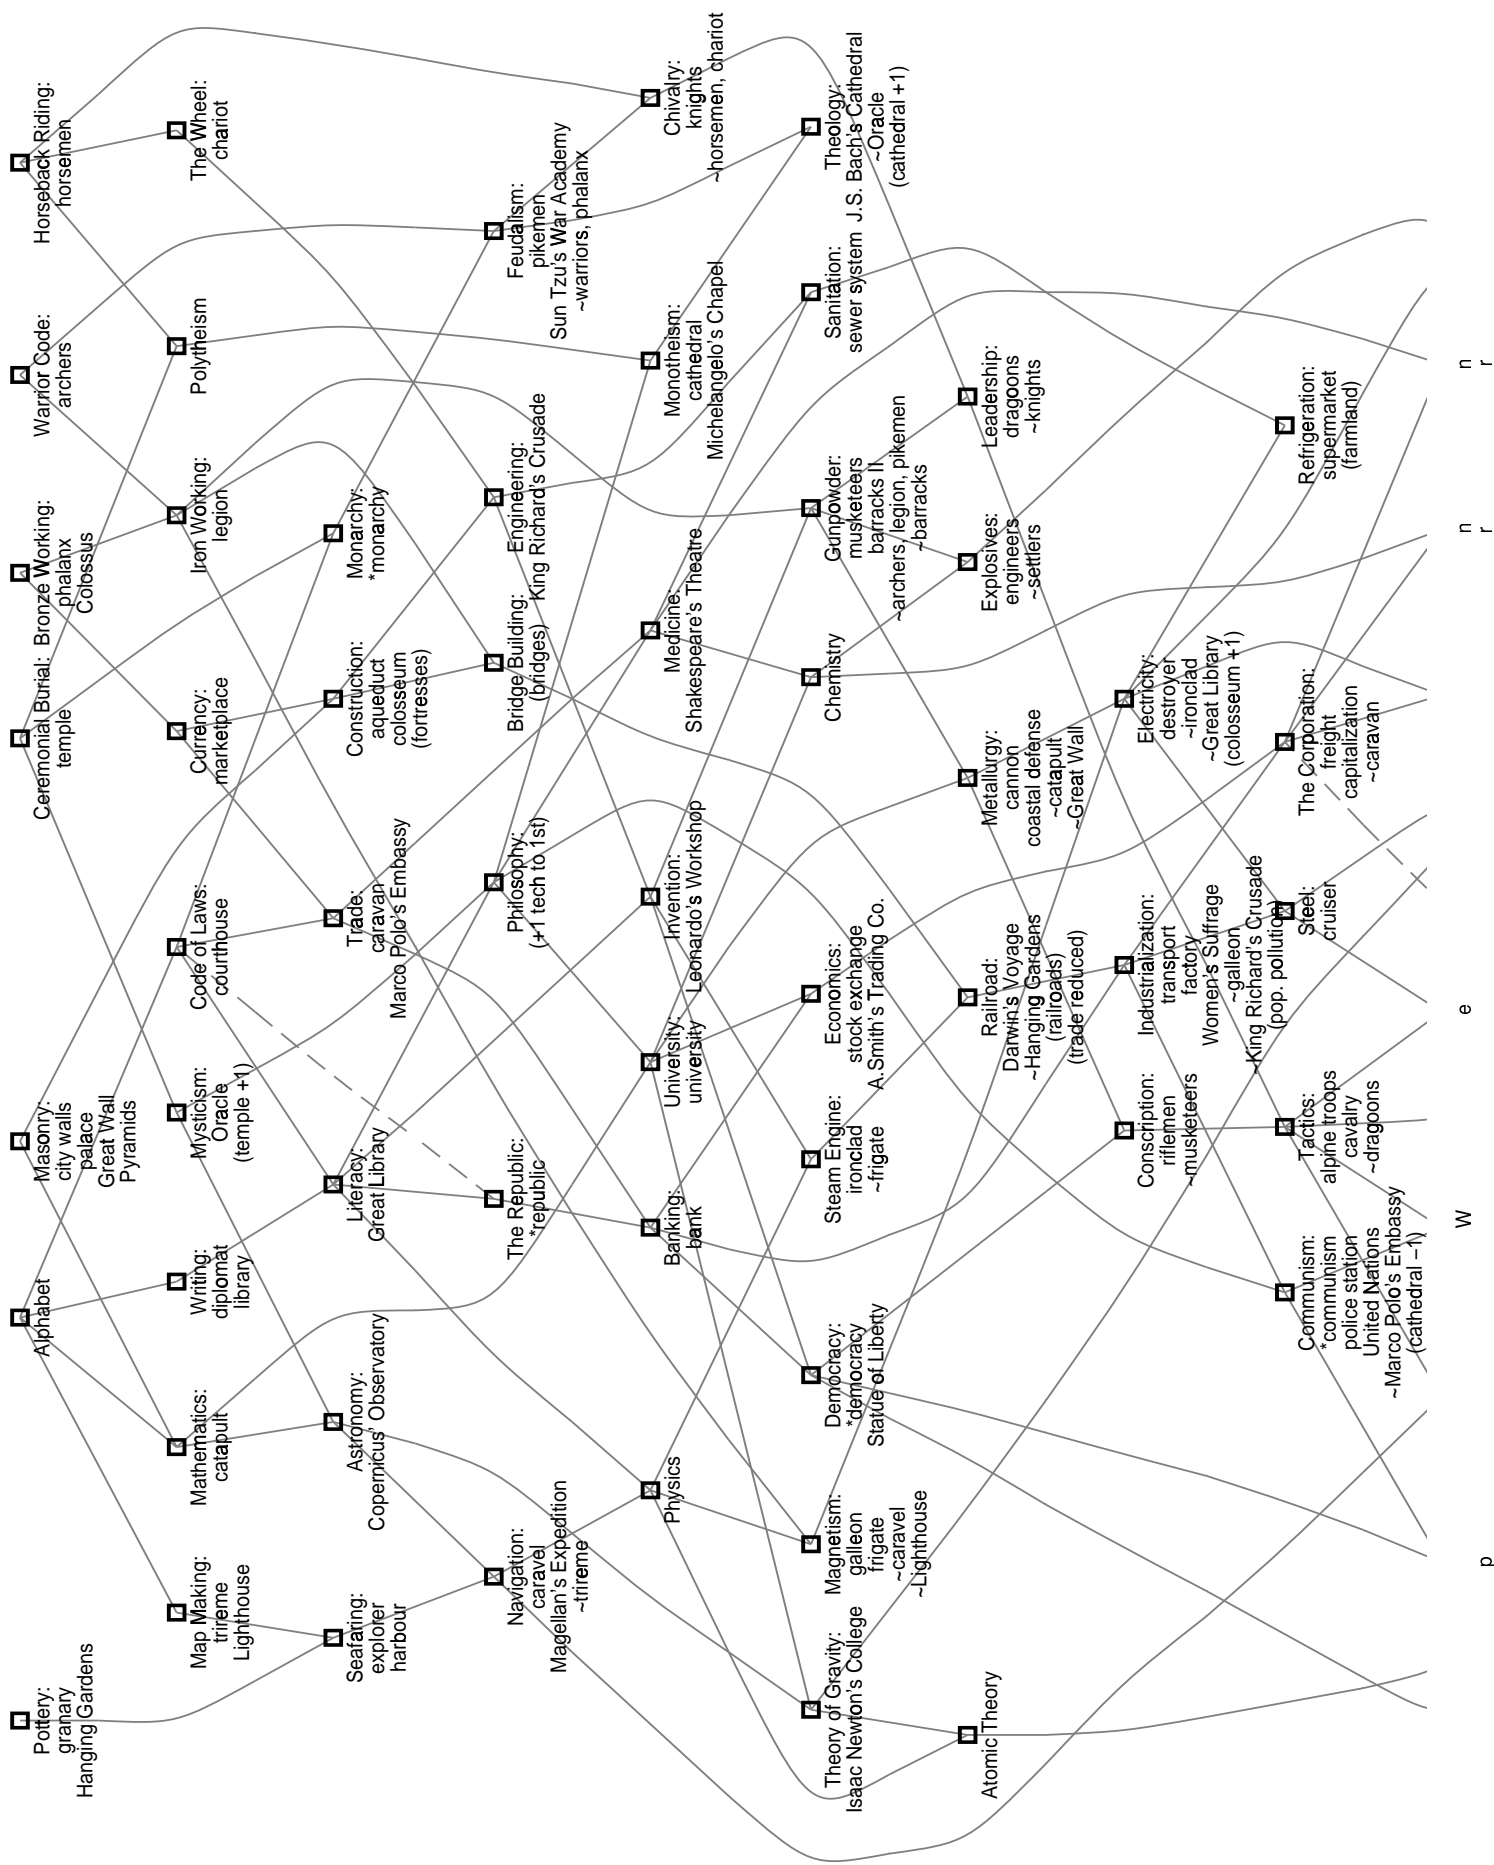 Pottery:
granary
Hanging Gardens
Alphabet
Masonry:
city walls
palace
Great Wall
Pyramids
Ceremonial Burial:
temple
Bronze Working:
phalanx
Colossus
Warrior Code:
archers
Horseback Riding:
horsemen
Map Making:
trireme
Lighthouse
Mathematics:
catapult
Writing:
diplomat
library
Mysticism:
Oracle
(temple +1)
Code of Laws:
courthouse
Currency:
marketplace
Iron Working:
legion
Polytheism
The Wheel:
chariot
Seafaring:
explorer
harbour
Astronomy:
Copernicus' Observatory
Literacy:
Great Library
Trade:
caravan
Marco Polo's Embassy
Construction:
aqueduct
colosseum
(fortresses)
Monarchy:
*monarchy
Navigation:
caravel
Magellan's Expedition
~trireme
The Republic:
*republic
Philosophy:
(+1 tech to 1st)
Bridge Building:
(bridges)
Engineering:
King Richard's Crusade
Feudalism:
pikemen
Sun Tzu's War Academy
~warriors, phalanx
Physics
Banking:
bank
University:
university
Invention:
Leonardo's Workshop
Medicine:
Shakespeare's Theatre
Monotheism:
cathedral
Michelangelo's Chapel
Chivalry:
knights
~horsemen, chariot
Theory of Gravity:
Isaac Newton's College
Magnetism:
galleon
frigate
~caravel
~Lighthouse
Democracy:
*democracy
Statue of Liberty
Steam Engine:
ironclad
~frigate
Economics:
stock exchange
A.Smith's Trading Co.
Chemistry
Gunpowder:
musketeers
barracks II
~archers, legion, pikemen
~barracks
Sanitation:
sewer system
Theology:
J.S. Bach's Cathedral
~Oracle
(cathedral +1)
Atomic Theory
Railroad:
Darwin's Voyage
~Hanging Gardens
(railroads)
(trade reduced)
Metallurgy:
cannon
coastal defense
~catapult
~Great Wall
Explosives:
engineers
~settlers
Leadership:
dragoons
~knights
Conscription:
riflemen
~musketeers
Industrialization:
transport
factory
Women's Suffrage
~galleon
~King Richard's Crusade
(pop. pollution)
Electricity:
destroyer
~ironclad
~Great Library
(colosseum +1)
Communism:
*communism
police station
United Nations
~Marco Polo's Embassy
(cathedral −1)
Tactics:
alpine troops
cavalry
~dragoons
Steel:
cruiser
The Corporation:
freight
capitalization
~caravan
Refrigeration:
supermarket
(farmland)
W
e
n
n
p
r
r